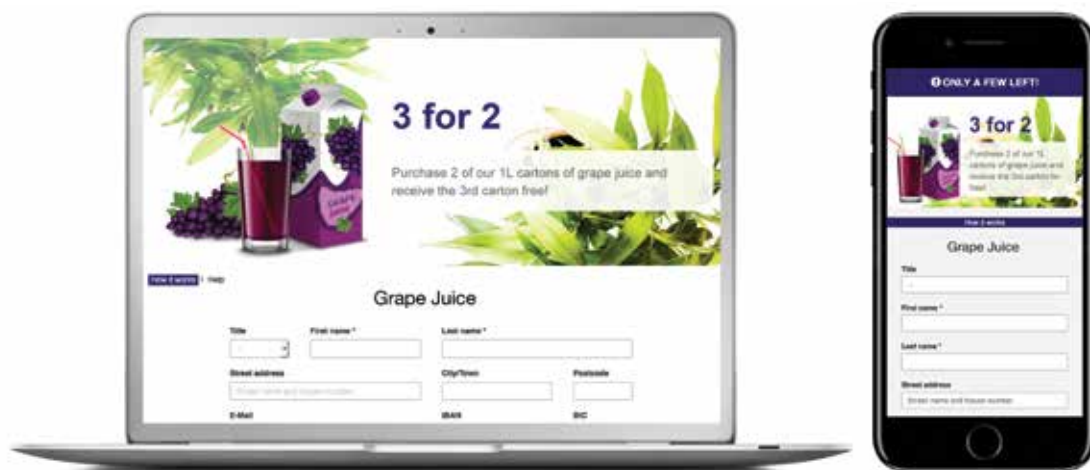 3 for 2
Purchase 2 of our 1L cartons of grape juice and
receive the 3rd carton free!
How it works | Help
Grape Juice
Title
First name *
Last name *
Street address
City/Town
Postcode
Street name and house number
E-Mail
IBAN
BIC
ONLY A FEW LEFT!
3 for 2
Purchase 2 of our 1L
cartons of grape juice and
receive the 3rd carton for
free!
How it works
Grape Juice
Title
First name *
Last name *
Street address
Street name and house number